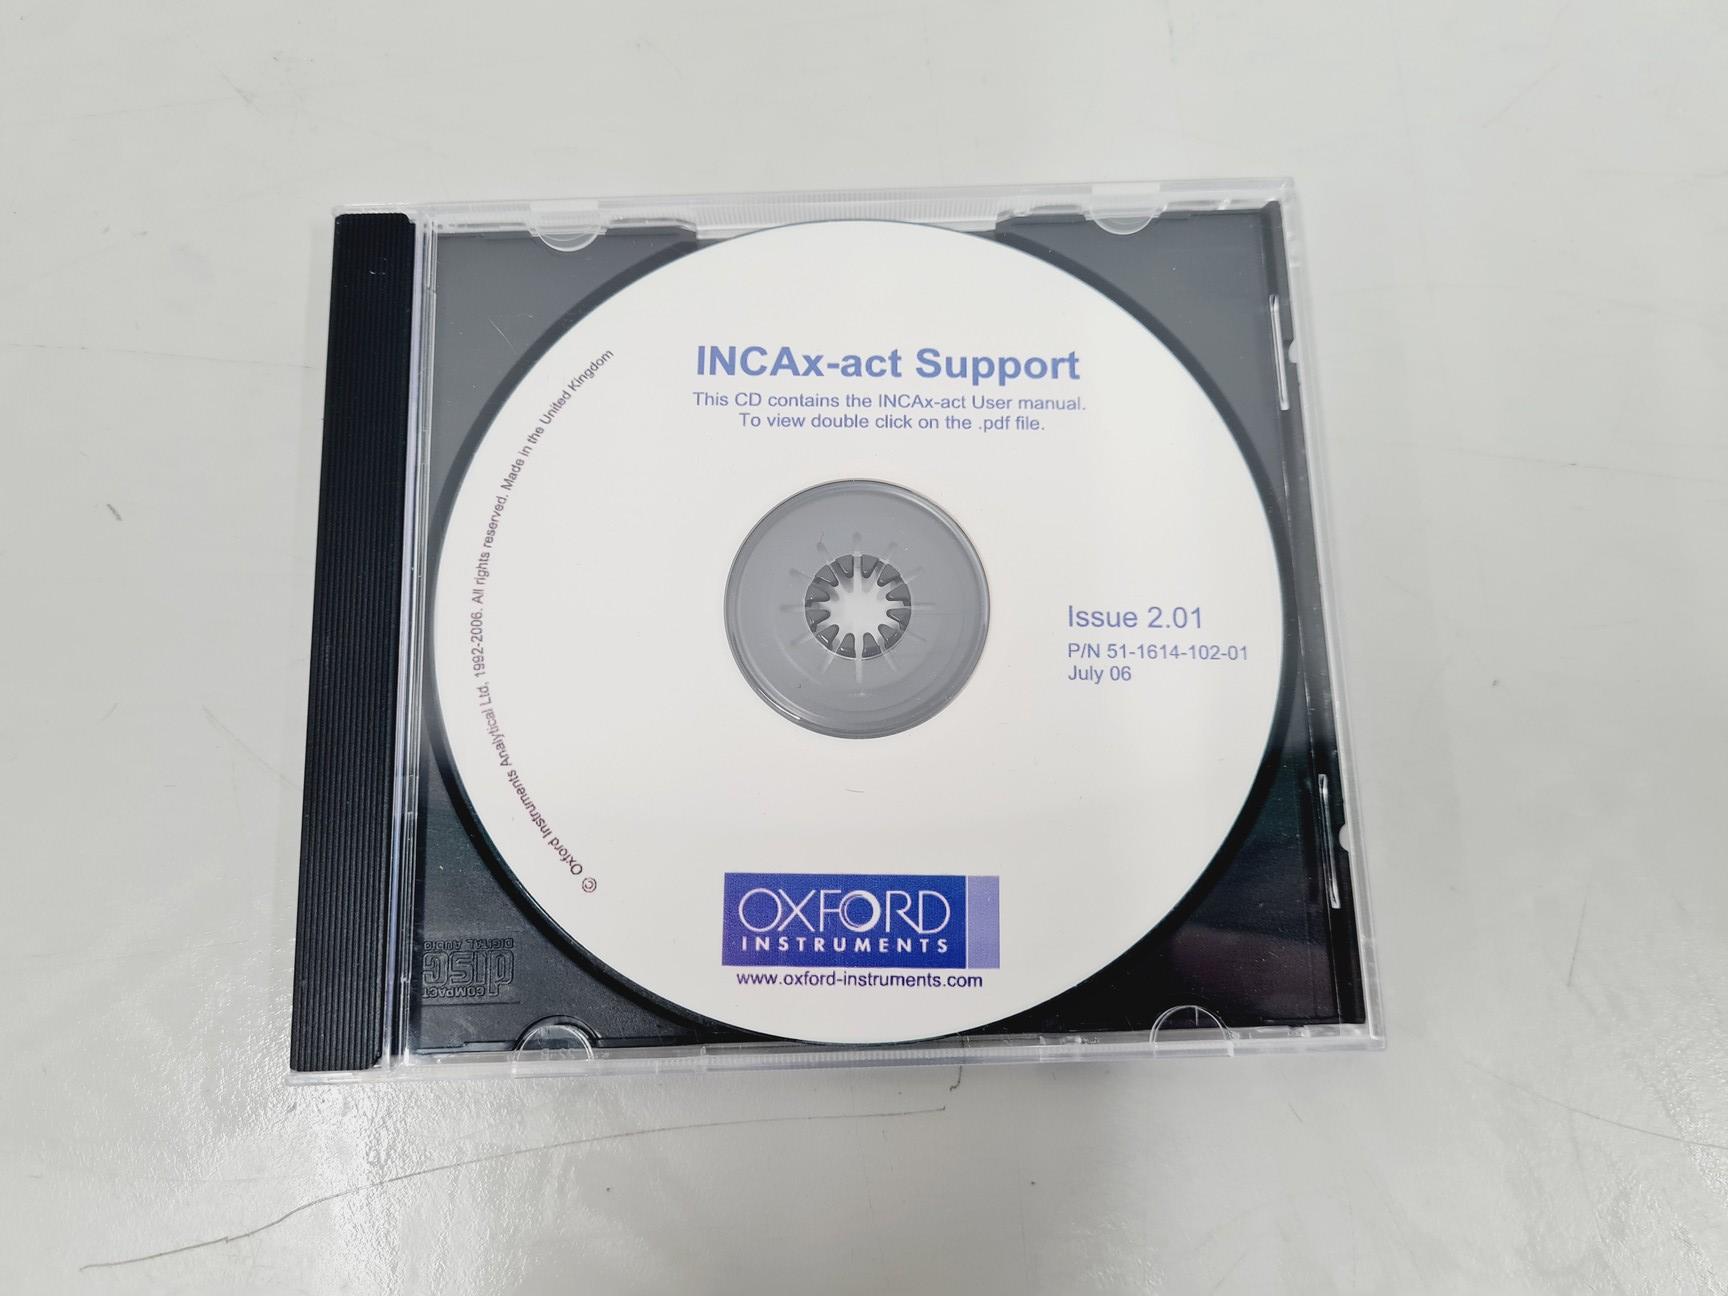 INCAx-act Support
This CD contains the INCAx-act User manual.
To view double click on the .pdf file.
© Oxford Instruments Analytical Ltd, 1992-2006. All rights reserved. Made in the United Kingdom
Issue 2.01
P/N 51-1614-102-01
July 06
OXFORD
INSTRUMENTS
www.oxford-instruments.com
COMPACT
disc
DIGITAL AUDIO